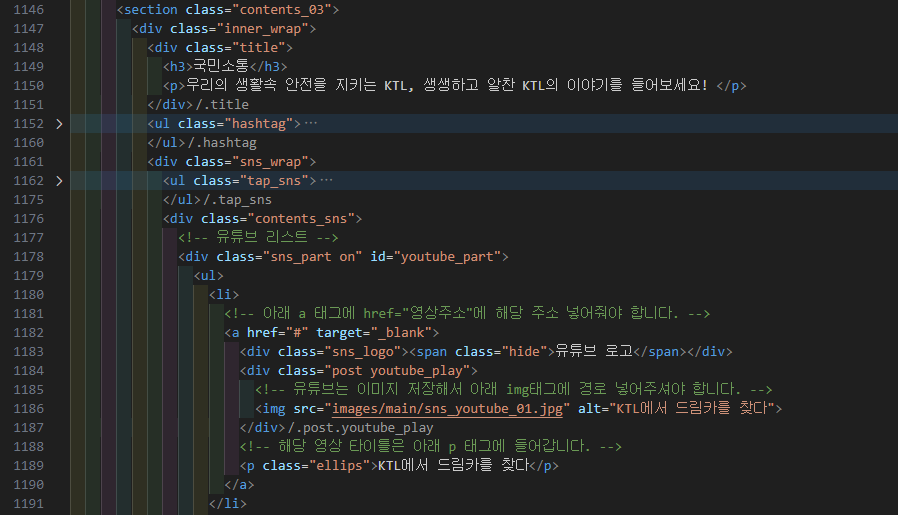 1146 <section class="contents_03">
1147 <div class="inner_wrap">
1148 <div class="title">
1149 <h3>국민소통</h3>
1150 <p>우리의 생활속 안전을 지키는 KTL, 생생하고 알찬 KTL의 이야기를 들어보세요! </p>
1151 </div>/.title
1152 <ul class="hashtag">…
1160 </ul>/.hashtag
1161 <div class="sns_wrap">
1162 <ul class="tap_sns">…
1175 </ul>/.tap_sns
1176 <div class="contents_sns">
1177 <!-- 유튜브 리스트 -->
1178 <div class="sns_part on" id="youtube_part">
1179 <ul>
1180 <li>
1181 <!-- 아래 a 태그에 href="영상주소"에 해당 주소 넣어줘야 합니다. -->
1182 <a href="#" target="_blank">
1183 <div class="sns_logo"><span class="hide">유튜브 로고</span></div>
1184 <div class="post youtube_play">
1185 <!-- 유튜브는 이미지 저장해서 아래 img태그에 경로 넣어주셔야 합니다. -->
1186 <img src="images/main/sns_youtube_01.jpg" alt="KTL에서 드림카를 찾다">
1187 </div>/.post.youtube_play
1188 <!-- 해당 영상 타이틀은 아래 p 태그에 들어갑니다. -->
1189 <p class="ellips">KTL에서 드림카를 찾다</p>
1190 </a>
1191 </li>